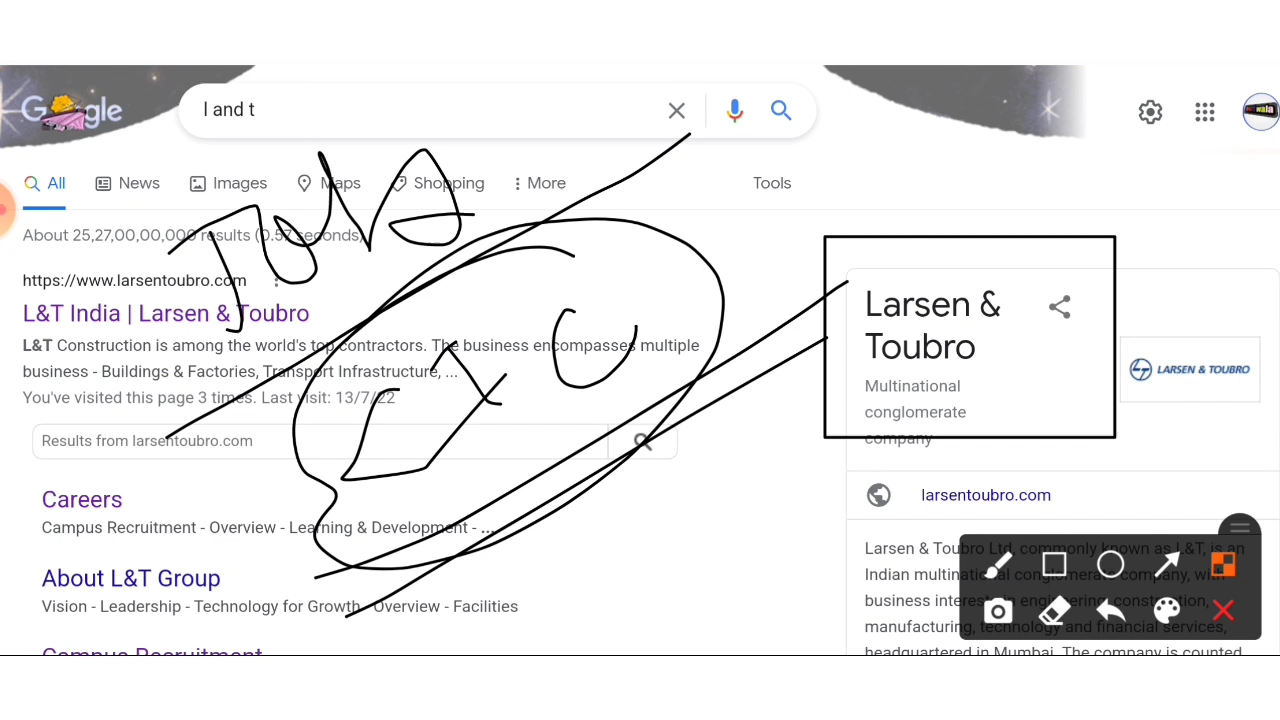 Google
l and t
All News Images Maps Shopping More Tools
About 25,27,00,00,000 results (0.57 seconds)
https://www.larsentoubro.com
L&T India | Larsen & Toubro
L&T Construction is among the world's top contractors. The business encompasses multiple
business - Buildings & Factories, Transport Infrastructure, ...
You've visited this page 3 times. Last visit: 13/7/22
Results from larsentoubro.com
Careers
Campus Recruitment - Overview - Learning & Development - ...
About L&T Group
Vision - Leadership - Technology for Growth - Overview - Facilities
Campus Recruitment
Larsen &
Toubro
Multinational
conglomerate
company
LARSEN & TOUBRO
larsentoubro.com
Larsen & Toubro Ltd, commonly known as L&T, is an
Indian multinational conglomerate company, with
business interests in engineering, construction,
manufacturing, technology and financial services,
headquartered in Mumbai. The company is counted